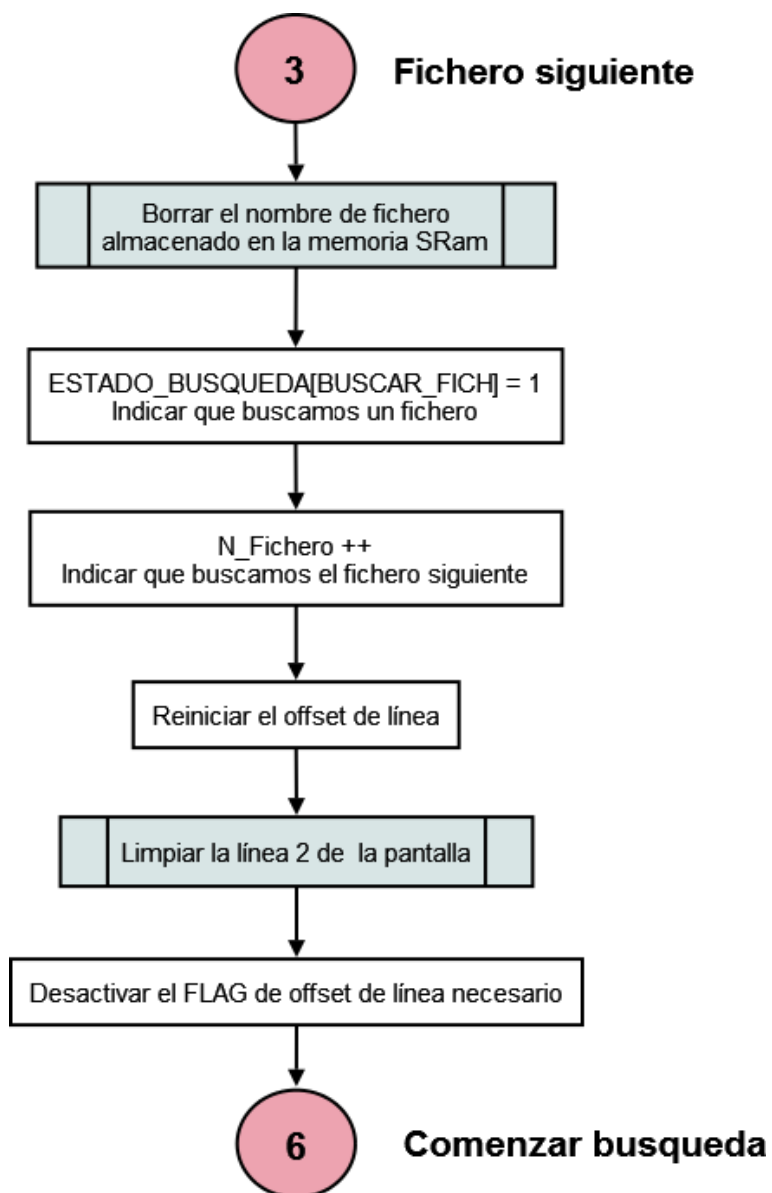 3 Fichero siguiente
Borrar el nombre de fichero
almacenado en la memoria SRam
ESTADO_BUSQUEDA[BUSCAR_FICH] = 1
Indicar que buscamos un fichero
N_Fichero ++
Indicar que buscamos el fichero siguiente
Reiniciar el offset de línea
Limpiar la línea 2 de la pantalla
Desactivar el FLAG de offset de línea necesario
6 Comenzar busqueda